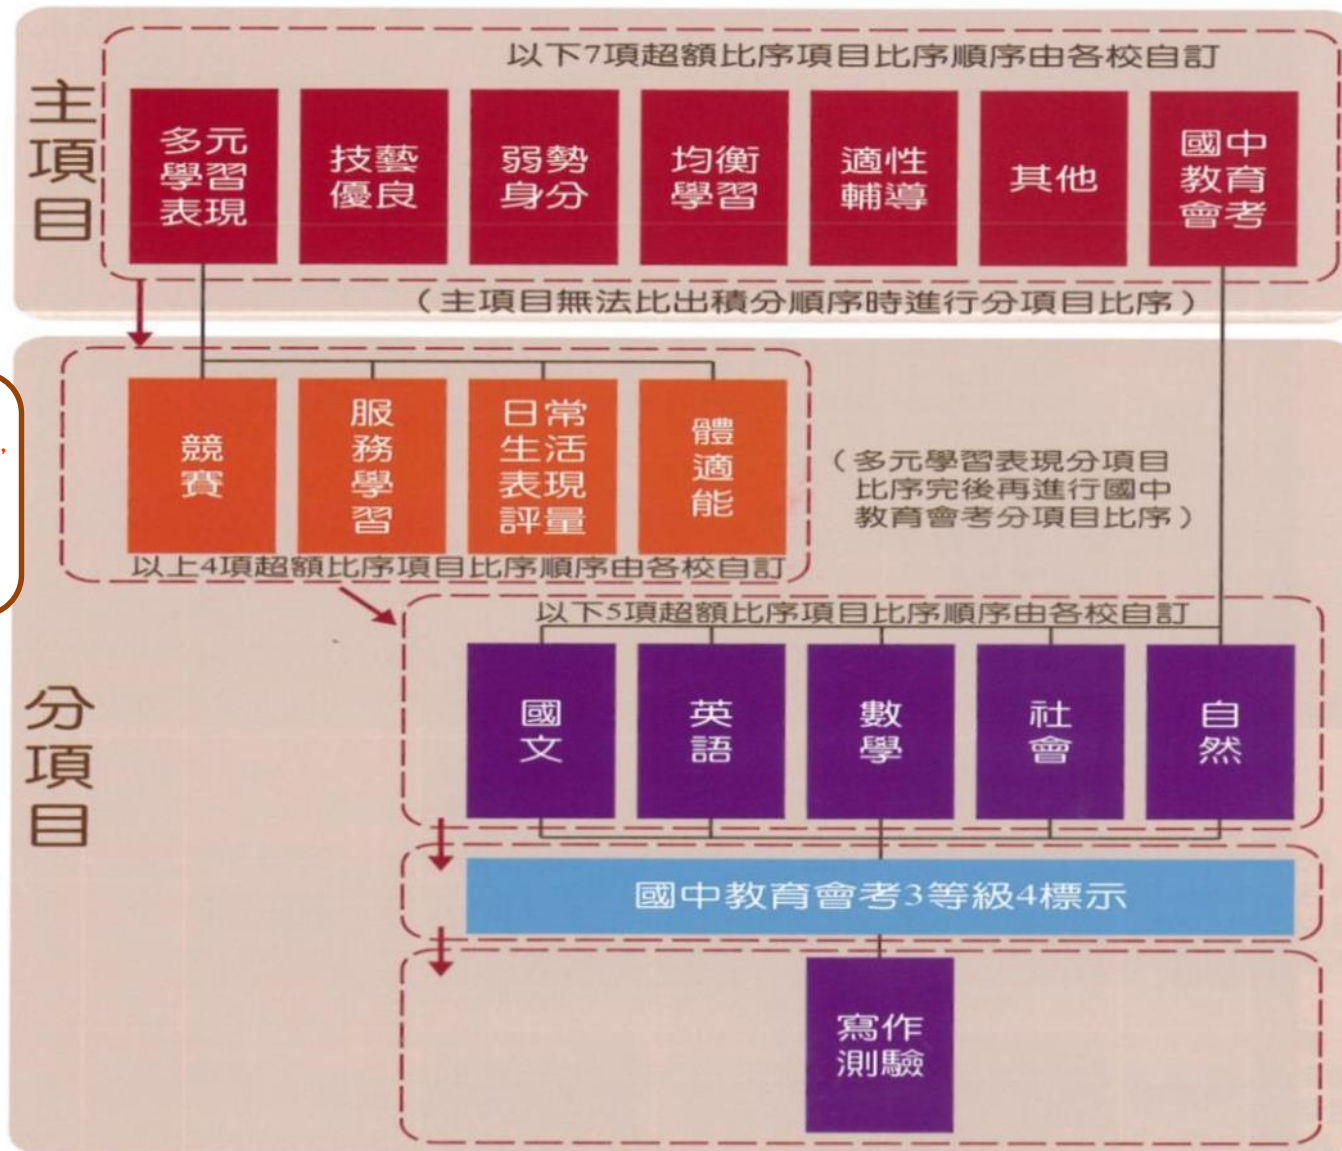 主項目
以下7項超額比序項目比序順序由各校自訂
多元
學習
表現
技藝
優良
弱勢
身分
均衡
學習
適性
輔導
其他
國中
教育
會考
（主項目無法比出積分順序時進行分項目比序）
分項目
競賽
服務學習
日常
生活
表現
評量
體適能
（多元學習表現分項目
比序完後再進行國中
教育會考分項目比序）
以上4項超額比序項目比序順序由各校自訂
以下5項超額比序項目比序順序由各校自訂
國文
英語
數學
社會
自然
國中教育會考3等級4標示
寫作
測驗